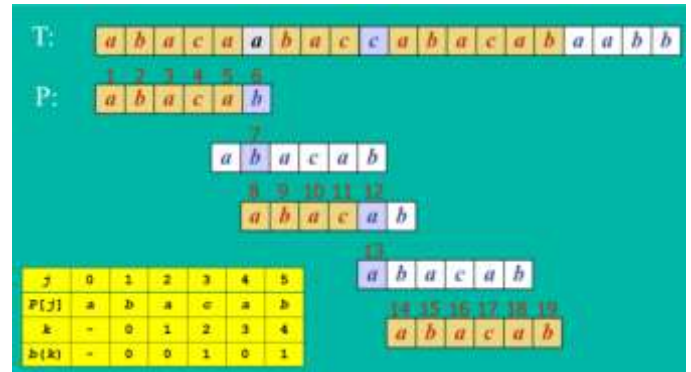 T: a b a c a a b a c c a b a c a b a a b b
1 2 3 4 5 6
P: a b a c a b
7
a b a c a b
8 9 10 11 12
a b a c a b
13
a b a c a b
14 15 16 17 18 19
a b a c a b
j 0 1 2 3 4 5
P[j] a b a c a b
k - 0 1 2 3 4
b(k) - 0 0 1 0 1